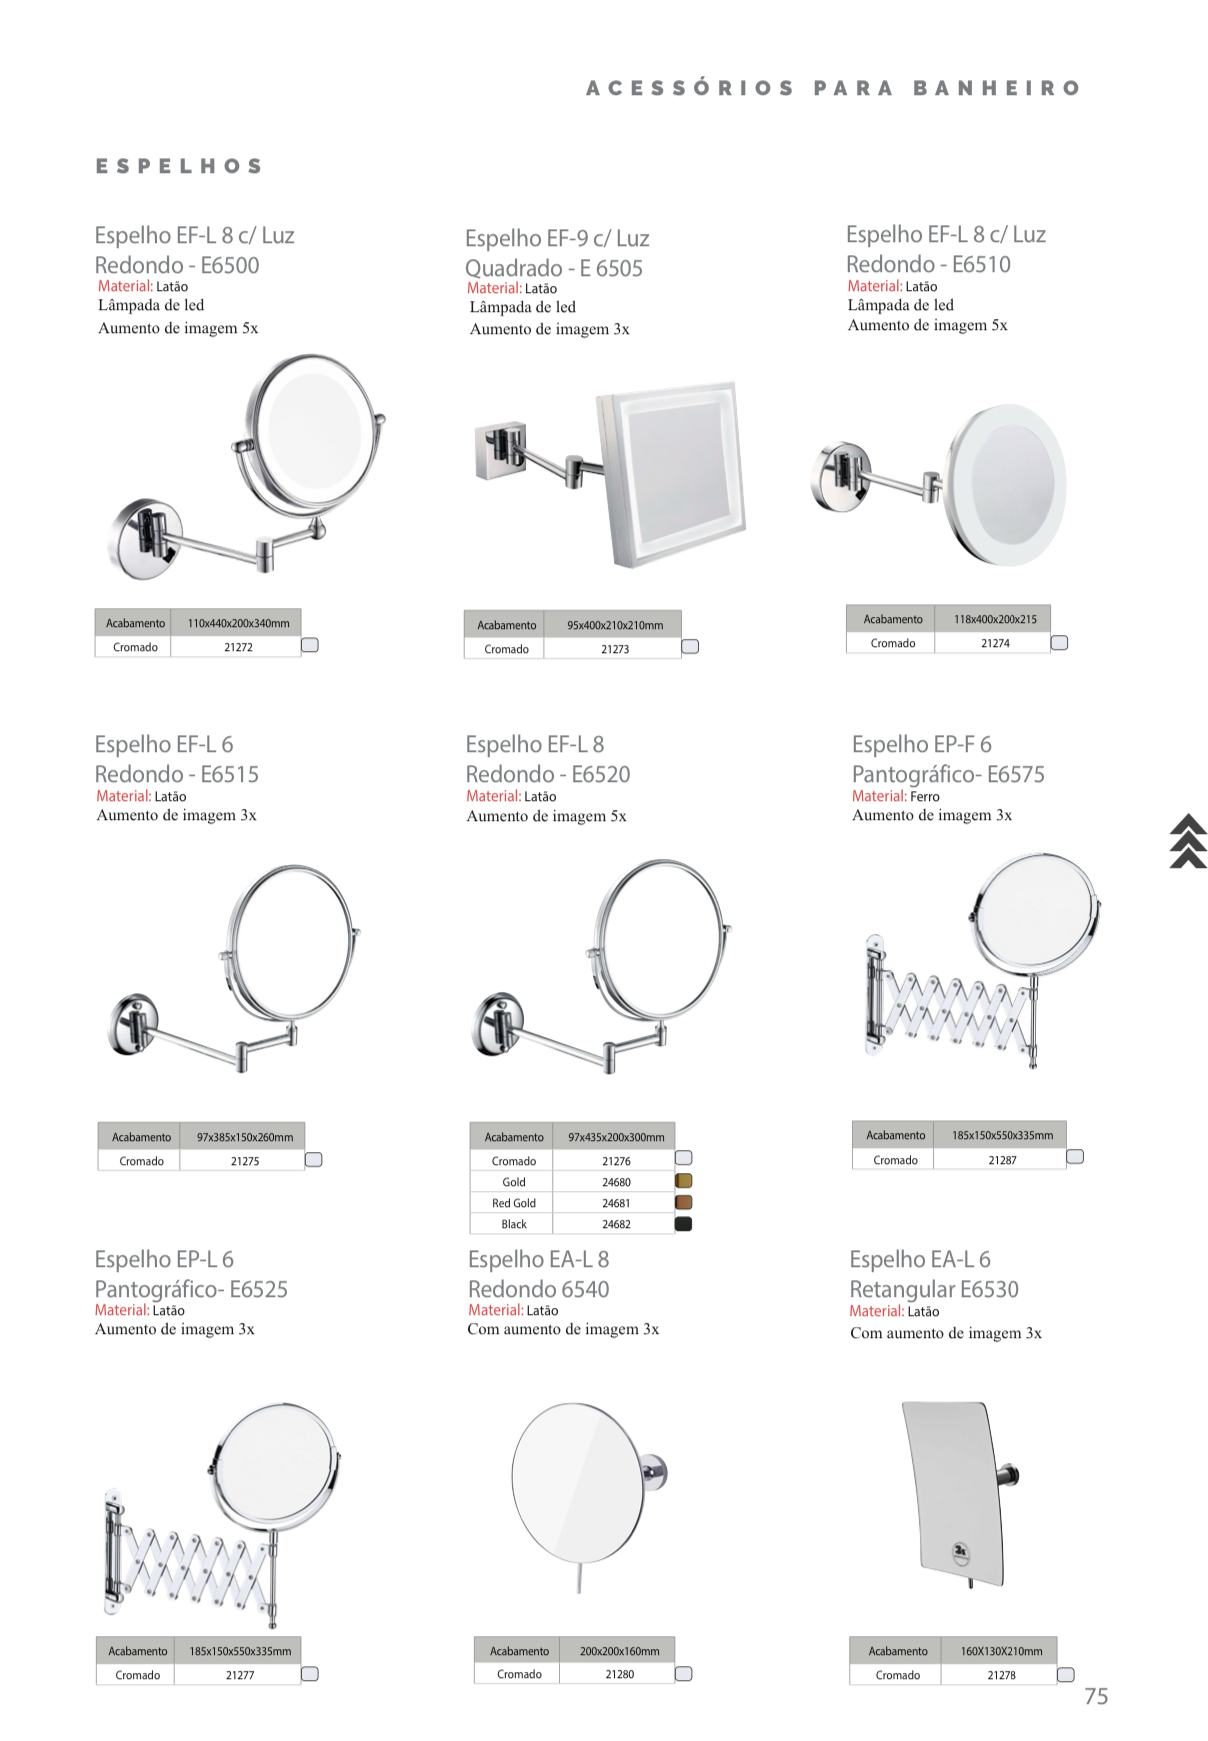 ACESSÓRIOS PARA BANHEIRO
ESPELHOS
Espelho EF-L 8 c/ Luz
Redondo - E6500
Material: Latão
Lâmpada de led
Aumento de imagem 5x
Acabamento 110x440x200x340mm
Cromado 21272
Espelho EF-9 c/ Luz
Quadrado - E 6505
Material: Latão
Lâmpada de led
Aumento de imagem 3x
Acabamento 95x400x210x210mm
Cromado 21273
Espelho EF-L 8 c/ Luz
Redondo - E6510
Material: Latão
Lâmpada de led
Aumento de imagem 5x
Acabamento 118x400x200x215
Cromado 21274
Espelho EF-L 6
Redondo - E6515
Material: Latão
Aumento de imagem 3x
Acabamento 97x385x150x260mm
Cromado 21275
Espelho EF-L 8
Redondo - E6520
Material: Latão
Aumento de imagem 5x
Acabamento 97x435x200x300mm
Cromado 21276
Gold 24680
Red Gold 24681
Black 24682
Espelho EP-F 6
Pantográfico- E6575
Material: Ferro
Aumento de imagem 3x
Acabamento 185x150x550x335mm
Cromado 21287
Espelho EP-L 6
Pantográfico- E6525
Material: Latão
Aumento de imagem 3x
Acabamento 185x150x550x335mm
Cromado 21277
Espelho EA-L 8
Redondo 6540
Material: Latão
Com aumento de imagem 3x
Acabamento 200x200x160mm
Cromado 21280
Espelho EA-L 6
Retangular E6530
Material: Latão
Com aumento de imagem 3x
Acabamento 160X130X210mm
Cromado 21278
75